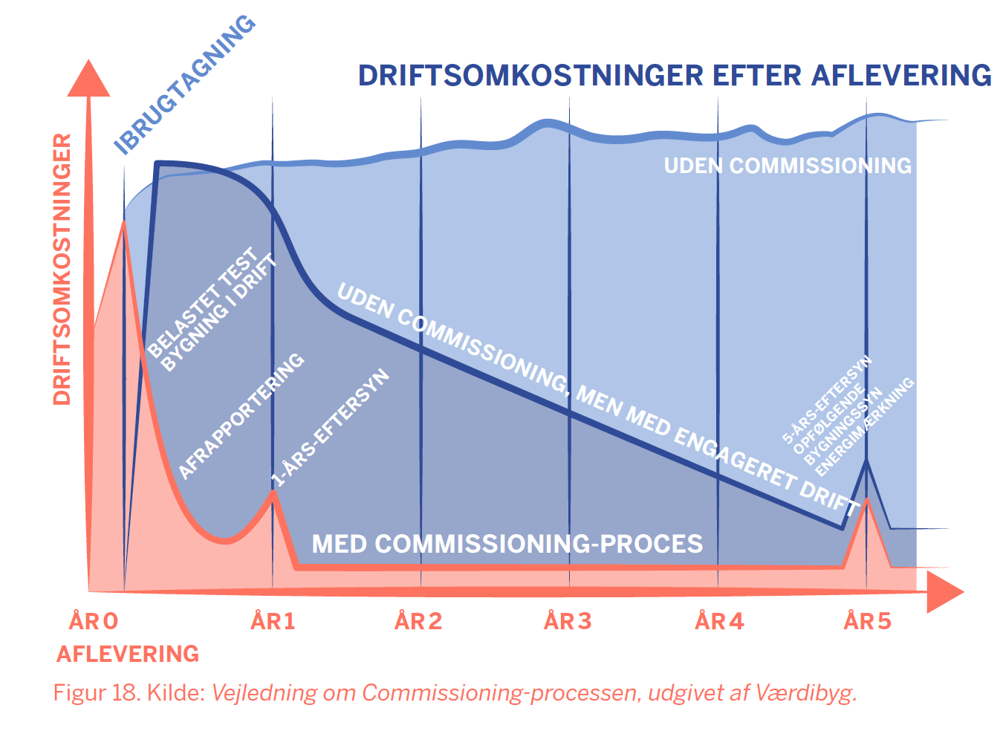 IBRUGTAGNING
DRIFTSOMKOSTNINGER EFTER AFLEVERING
DRIFTSOMKOSTNINGER
UDEN COMMISSIONING
BELASTET TEST
BYGNING I DRIFT
UDEN COMMISSIONING, MEN MED ENGAGERET DRIFT
AFRAPPORTERING
1-ÅRS-EFTERSYN
5-ÅRS-EFTERSYN
OPFØLGENDE
BYGNINGSSYN
ENERGIMÆRKNING
MED COMMISSIONING-PROCES
ÅR 0
ÅR 1
ÅR 2
ÅR 3
ÅR 4
ÅR 5
AFLEVERING
Figur 18. Kilde: Vejledning om Commissioning-processen, udgivet af Værdibyg.